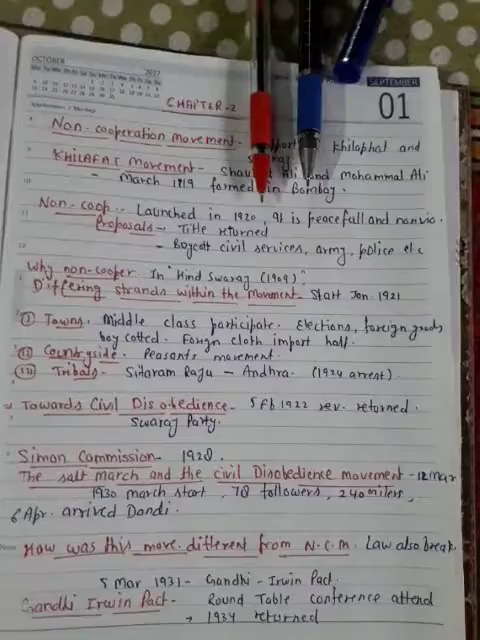 OCTOBER 2027
SEPTEMBER
01
Appointments / Meetings
CHAPTER-2
Non-cooperation movement - Khilaphat and
KHILAFAT Movement - Ali and Mohammal Ali
- March 1919 formed in Bombay.
Non-coop - Launched in 1920, It is peacefull and nonvio.
Proposals - Title returned
- Boycott civil services, army, police etc
Why non-cooper In "Hind Swaraj (1909)".
Differing strands within the Movement - Start Jan 1921
(I) Towns. Middle class participate. Elections, foreign goods
boy cotted. Forign cloth import half.
(II) Countryside. Peasants movement.
(III) Tribals - Sitaram Raju - Andhra. (1924 arrest).
Towards Civil Disobedience - 5 Fb 1922 rev. returned.
Swaraj Party.
Simon Commission - 1928.
The salt march and the civil Disobedience movement - 12 Mar
1930 march start, 78 followers, 240 milers,
6 Apr. arrived Dandi.
How was this move. different from N.C.M. Law also break.
5 Mar 1931 - Gandhi-Irwin Pact.
Gandhi Irwin Pact - Round Table conference attend
→ 1934 returned